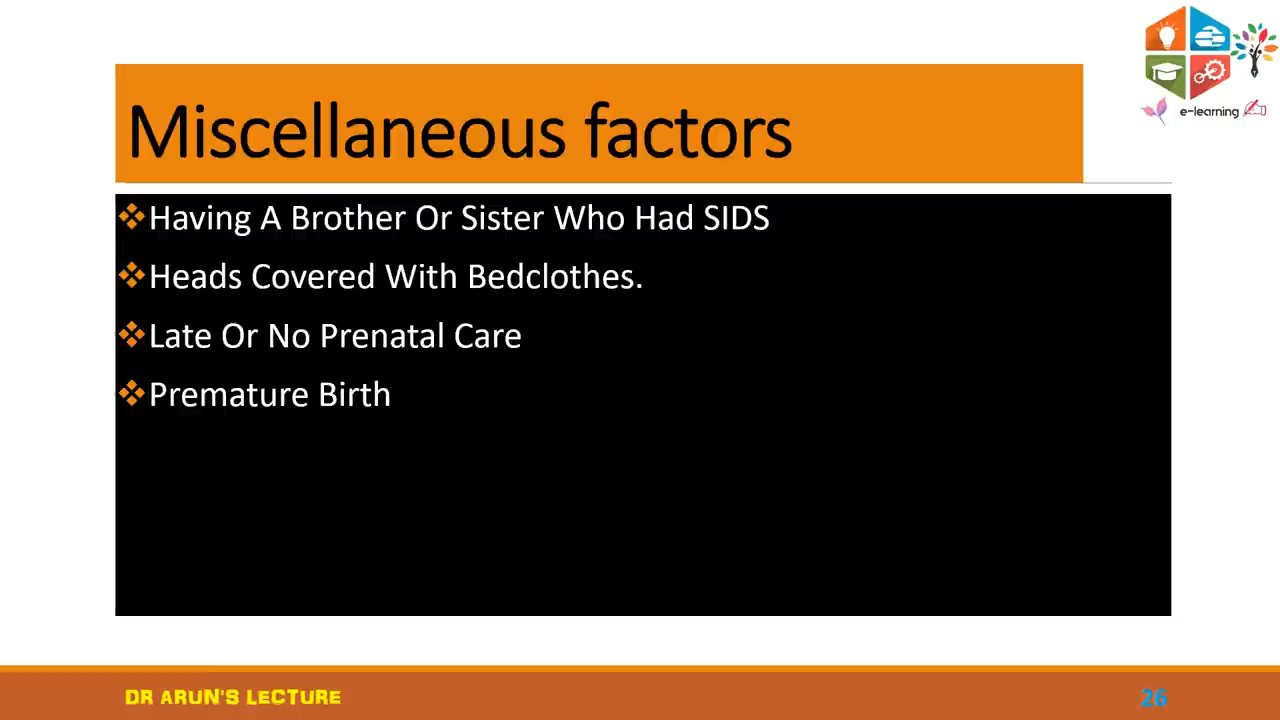 e-learning
Miscellaneous factors
Having A Brother Or Sister Who Had SIDS
Heads Covered With Bedclothes.
Late Or No Prenatal Care
Premature Birth
DR ARUN'S LECTURE
26